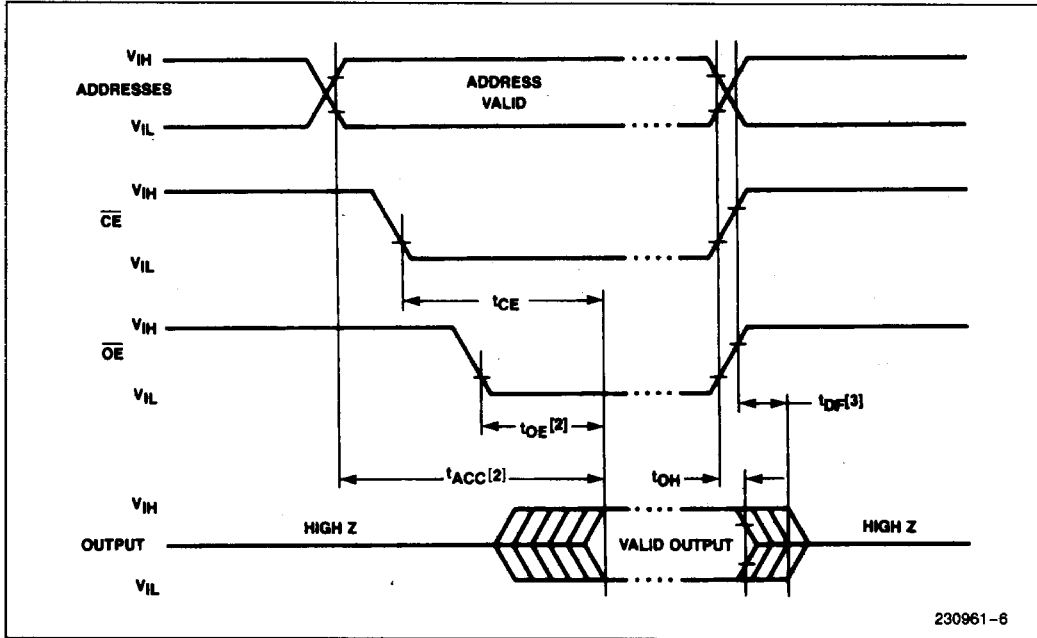 VIH
ADDRESSES
ADDRESS
VALID
VIL
VIH
CE
VIL
tCE
VIH
OE
VIL
tOE[2]
tDF[3]
tACC[2]
tOH
VIH
HIGH Z
OUTPUT
VALID OUTPUT
HIGH Z
VIL
230961-6